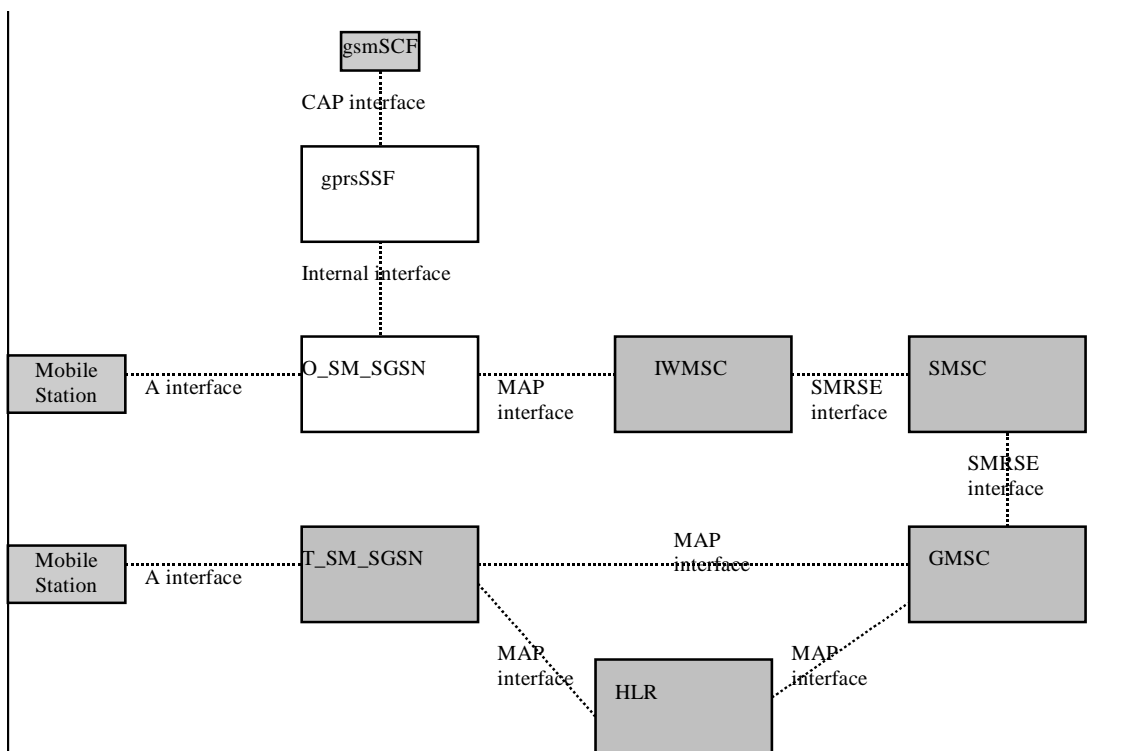 gsmSCF
CAP interface
gprsSSF
Internal interface
Mobile
Station
A interface
O_SM_SGSN
MAP
interface
IWMSC
SMRSE
interface
SMSC
SMRSE
interface
Mobile
Station
A interface
T_SM_SGSN
MAP
interface
GMSC
MAP
interface
HLR
MAP
interface